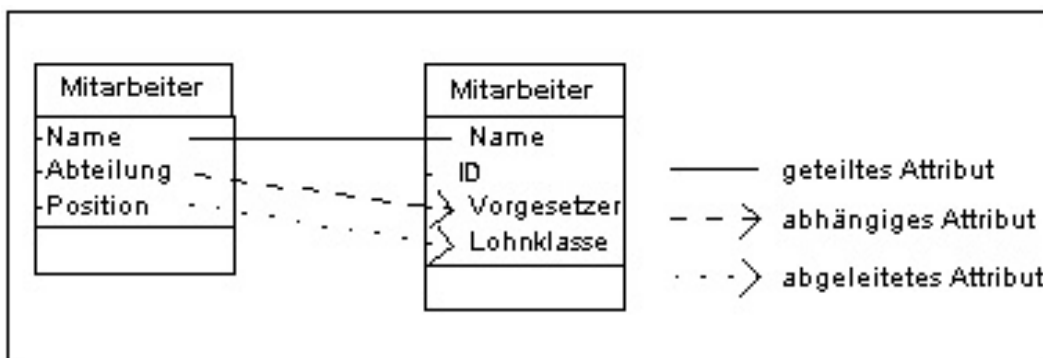 Mitarbeiter
-Name
-Abteilung
-Position
Mitarbeiter
Name
- ID
Vorgesetzer
Lohnklasse
geteiltes Attribut
abhängiges Attribut
abgeleitetes Attribut